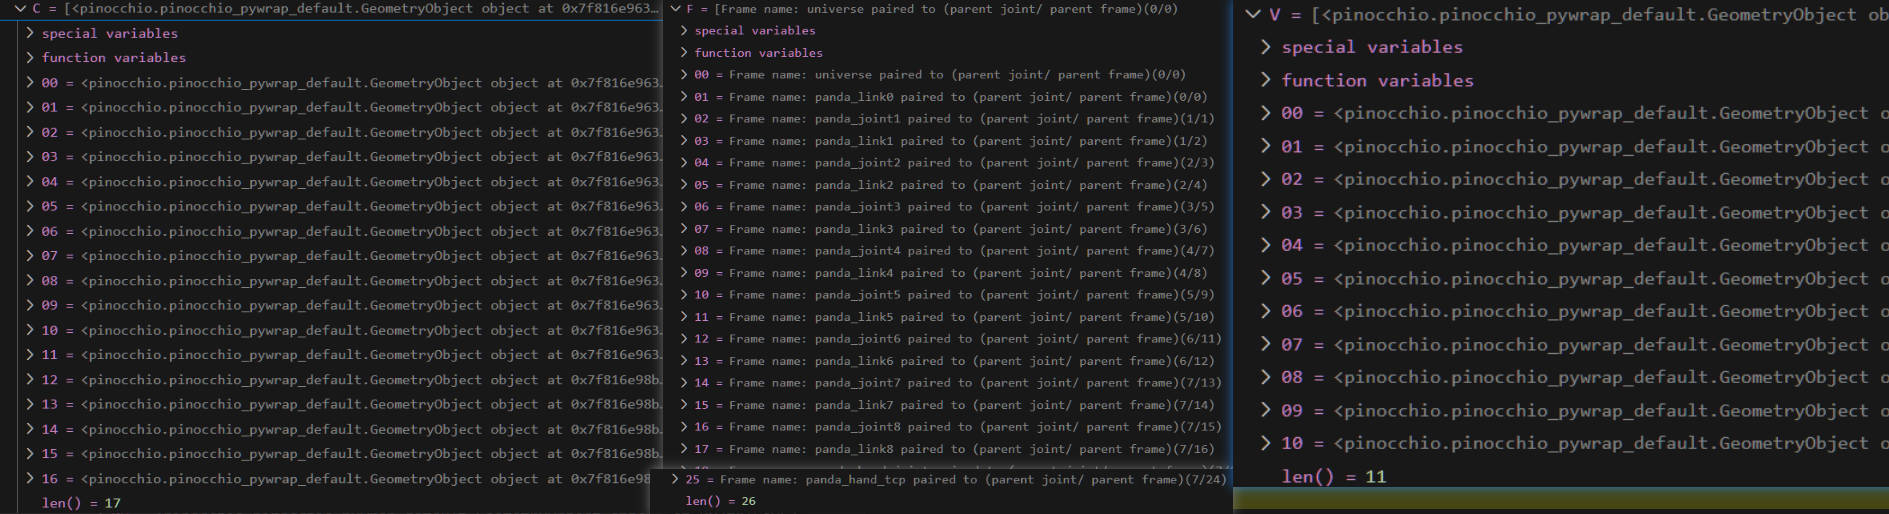 C = [<pinocchio.pinocchio_pywrap_default.GeometryObject object at 0x7f816e963...
special variables
function variables
00 = <pinocchio.pinocchio_pywrap_default.GeometryObject object at 0x7f816e963...
01 = <pinocchio.pinocchio_pywrap_default.GeometryObject object at 0x7f816e963...
02 = <pinocchio.pinocchio_pywrap_default.GeometryObject object at 0x7f816e963...
03 = <pinocchio.pinocchio_pywrap_default.GeometryObject object at 0x7f816e963...
04 = <pinocchio.pinocchio_pywrap_default.GeometryObject object at 0x7f816e963...
05 = <pinocchio.pinocchio_pywrap_default.GeometryObject object at 0x7f816e963...
06 = <pinocchio.pinocchio_pywrap_default.GeometryObject object at 0x7f816e963...
07 = <pinocchio.pinocchio_pywrap_default.GeometryObject object at 0x7f816e963...
08 = <pinocchio.pinocchio_pywrap_default.GeometryObject object at 0x7f816e963...
09 = <pinocchio.pinocchio_pywrap_default.GeometryObject object at 0x7f816e963...
10 = <pinocchio.pinocchio_pywrap_default.GeometryObject object at 0x7f816e963...
11 = <pinocchio.pinocchio_pywrap_default.GeometryObject object at 0x7f816e963...
12 = <pinocchio.pinocchio_pywrap_default.GeometryObject object at 0x7f816e98b...
13 = <pinocchio.pinocchio_pywrap_default.GeometryObject object at 0x7f816e98b...
14 = <pinocchio.pinocchio_pywrap_default.GeometryObject object at 0x7f816e98b...
15 = <pinocchio.pinocchio_pywrap_default.GeometryObject object at 0x7f816e98b...
16 = <pinocchio.pinocchio_pywrap_default.GeometryObject object at 0x7f816e98
len() = 17
F = [Frame name: universe paired to (parent joint/ parent frame)(0/0)
special variables
function variables
00 = Frame name: universe paired to (parent joint/ parent frame)(0/0)
01 = Frame name: panda_link0 paired to (parent joint/ parent frame)(0/0)
02 = Frame name: panda_joint1 paired to (parent joint/ parent frame)(1/1)
03 = Frame name: panda_link1 paired to (parent joint/ parent frame)(1/2)
04 = Frame name: panda_joint2 paired to (parent joint/ parent frame)(2/3)
05 = Frame name: panda_link2 paired to (parent joint/ parent frame)(2/4)
06 = Frame name: panda_joint3 paired to (parent joint/ parent frame)(3/5)
07 = Frame name: panda_link3 paired to (parent joint/ parent frame)(3/6)
08 = Frame name: panda_joint4 paired to (parent joint/ parent frame)(4/7)
09 = Frame name: panda_link4 paired to (parent joint/ parent frame)(4/8)
10 = Frame name: panda_joint5 paired to (parent joint/ parent frame)(5/9)
11 = Frame name: panda_link5 paired to (parent joint/ parent frame)(5/10)
12 = Frame name: panda_joint6 paired to (parent joint/ parent frame)(6/11)
13 = Frame name: panda_link6 paired to (parent joint/ parent frame)(6/12)
14 = Frame name: panda_joint7 paired to (parent joint/ parent frame)(7/13)
15 = Frame name: panda_link7 paired to (parent joint/ parent frame)(7/14)
16 = Frame name: panda_joint8 paired to (parent joint/ parent frame)(7/15)
17 = Frame name: panda_link8 paired to (parent joint/ parent frame)(7/16)
25 = Frame name: panda_hand_tcp paired to (parent joint/ parent frame)(7/24)
len() = 26
V = [<pinocchio.pinocchio_pywrap_default.GeometryObject ob
special variables
function variables
00 = <pinocchio.pinocchio_pywrap_default.GeometryObject o
01 = <pinocchio.pinocchio_pywrap_default.GeometryObject o
02 = <pinocchio.pinocchio_pywrap_default.GeometryObject o
03 = <pinocchio.pinocchio_pywrap_default.GeometryObject o
04 = <pinocchio.pinocchio_pywrap_default.GeometryObject o
05 = <pinocchio.pinocchio_pywrap_default.GeometryObject o
06 = <pinocchio.pinocchio_pywrap_default.GeometryObject o
07 = <pinocchio.pinocchio_pywrap_default.GeometryObject o
08 = <pinocchio.pinocchio_pywrap_default.GeometryObject o
09 = <pinocchio.pinocchio_pywrap_default.GeometryObject o
10 = <pinocchio.pinocchio_pywrap_default.GeometryObject o
len() = 11